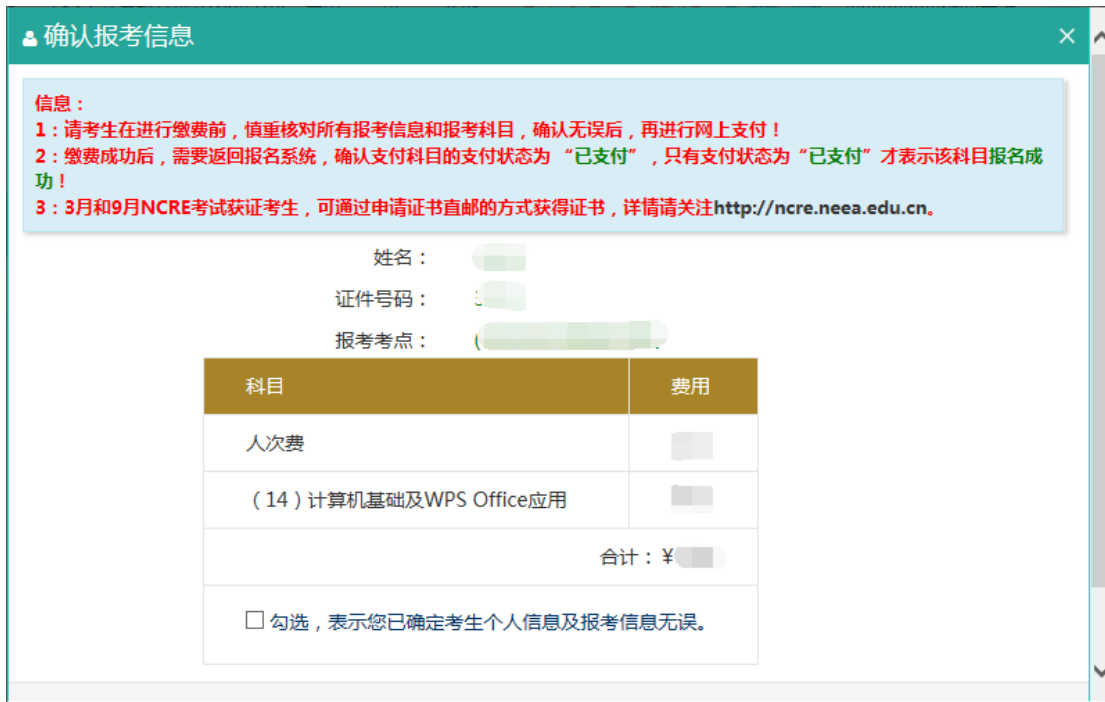 确认报考信息
信息：
1：请考生在进行缴费前，慎重核对所有报考信息和报考科目，确认无误后，再进行网上支付！
2：缴费成功后，需要返回报名系统，确认支付科目的支付状态为 “已支付” ，只有支付状态为“已支付”才表示该科目报名成
功！
3：3月和9月NCRE考试获证考生，可通过申请证书直邮的方式获得证书，详情请关注http://ncre.neea.edu.cn。
姓名：
证件号码：
报考考点： (
科目 费用
人次费
（14）计算机基础及WPS Office应用
合计：¥
勾选，表示您已确定考生个人信息及报考信息无误。